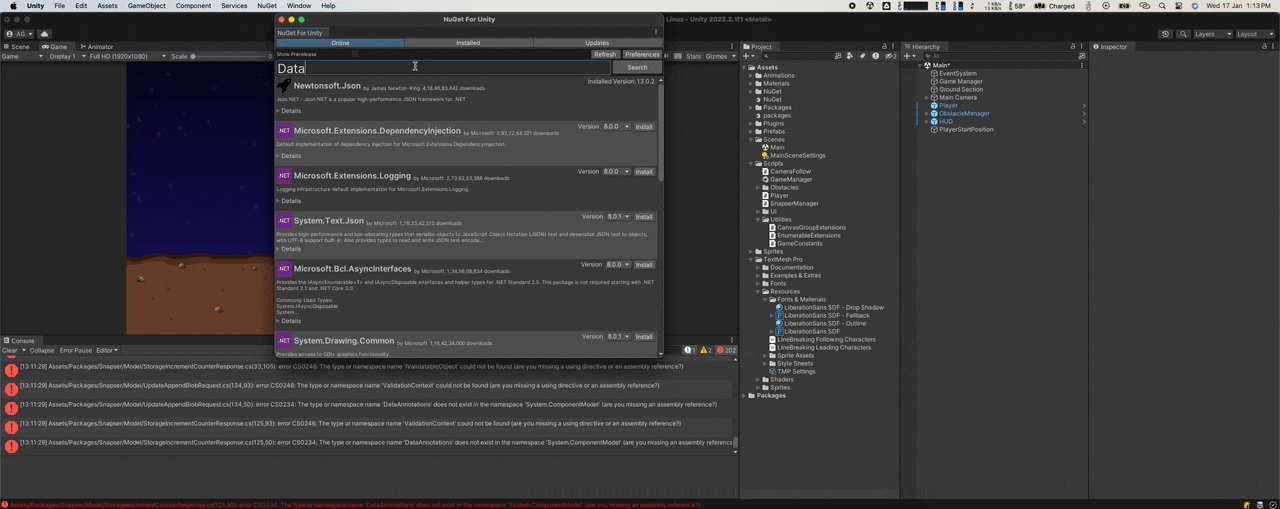 Unity File Edit Assets GameObject Component Services Jobs NuGet Window Help 58° Charged Wed 17 Jan 1:13 PM
NuGet For Unity
Linux - Unity 2022.3.1f1 <Metal>
AG
Layers Layout
NuGet For Unity
Scene Game Animator
Online Installed Updates
Project Hierarchy Inspector
Game Display 1 Full HD (1920x1080)
Show Prerelease Refresh Preferences
Stats Gizmos
All
Data
Search
Newtonsoft.Json by James Newton-King 4,18,46,83,442 downloads
Installed Version: 13.0.2
Json.NET - Json.NET is a popular high-performance JSON framework for .NET
Details
.NET Microsoft.Extensions.DependencyInjection by Microsoft 2,93,22,84,321 downloads
Version 8.0.0 Install
Default implementation of dependency injection for Microsoft.Extensions.DependencyInjection.
Details
.NET Microsoft.Extensions.Logging by Microsoft 2,73,82,53,386 downloads
Version 8.0.0 Install
Logging infrastructure default implementation for Microsoft.Extensions.Logging.
Details
.NET System.Text.Json by Microsoft 1,76,23,42,513 downloads
Version 8.0.1 Install
Provides high-performance and low-allocating types that serialize objects to JavaScript Object Notation (JSON) text and deserialize JSON text to objects,
with UTF-8 support built-in. Also provides types to read and write JSON text encode...
Details
.NET Microsoft.Bcl.AsyncInterfaces by Microsoft 1,34,56,08,634 downloads
Version 8.0.0 Install
Provides the IAsyncEnumerable<T> and IAsyncDisposable interfaces and helper types for .NET Standard 2.0. This package is not required starting with .NET
Standard 2.1 and .NET Core 3.0.
Commonly Used Types:
System.IAsyncDisposable
System...
Details
.NET System.Drawing.Common by Microsoft 1,16,42,34,000 downloads
Version 8.0.1 Install
Provides access to GDI+ graphics functionality.
Assets
Animations
Materials
NuGet
NuGet
Packages
packages
Plugins
Prefabs
Scenes
Main
MainSceneSettings
Scripts
CameraFollow
GameManager
Obstacles
Player
SnapserManager
UI
Utilities
CanvasGroupExtensions
EnumerableExtensions
GameConstants
Sprites
TextMesh Pro
Documentation
Examples & Extras
Fonts
Resources
Fonts & Materials
LiberationSans SDF - Drop Shadow
LiberationSans SDF - Fallback
LiberationSans SDF - Outline
LiberationSans SDF
LineBreaking Following Characters
LineBreaking Leading Characters
Sprite Assets
Style Sheets
TMP Settings
Shaders
Sprites
Packages
Main*
EventSystem
Game Manager
Ground Section
Main Camera
Player
ObstacleManager
HUD
PlayerStartPosition
Console
Clear Collapse Error Pause Editor
1 2 202
[13:11:29] Assets/Packages/Snapser/Model/StorageIncrementCounterResponse.cs(33,105): error CS0246: The type or namespace name 'IValidatableObject' could not be found (are you missing a using directive or an assembly reference?)
[13:11:29] Assets/Packages/Snapser/Model/UpdateAppendBlobRequest.cs(134,93): error CS0246: The type or namespace name 'ValidationContext' could not be found (are you missing a using directive or an assembly reference?)
[13:11:29] Assets/Packages/Snapser/Model/UpdateAppendBlobRequest.cs(134,50): error CS0234: The type or namespace name 'DataAnnotations' does not exist in the namespace 'System.ComponentModel' (are you missing an assembly reference?)
[13:11:29] Assets/Packages/Snapser/Model/StorageIncrementCounterResponse.cs(125,93): error CS0246: The type or namespace name 'ValidationContext' could not be found (are you missing a using directive or an assembly reference?)
[13:11:29] Assets/Packages/Snapser/Model/StorageIncrementCounterResponse.cs(125,50): error CS0234: The type or namespace name 'DataAnnotations' does not exist in the namespace 'System.ComponentModel' (are you missing an assembly reference
Assets/Packages/Snapser/Model/StorageIncrementCounterResponse.cs(125,50): error CS0234: The type or namespace name 'DataAnnotations' does not exist in the namespace 'System.ComponentModel' (are you missing an assembly reference?)